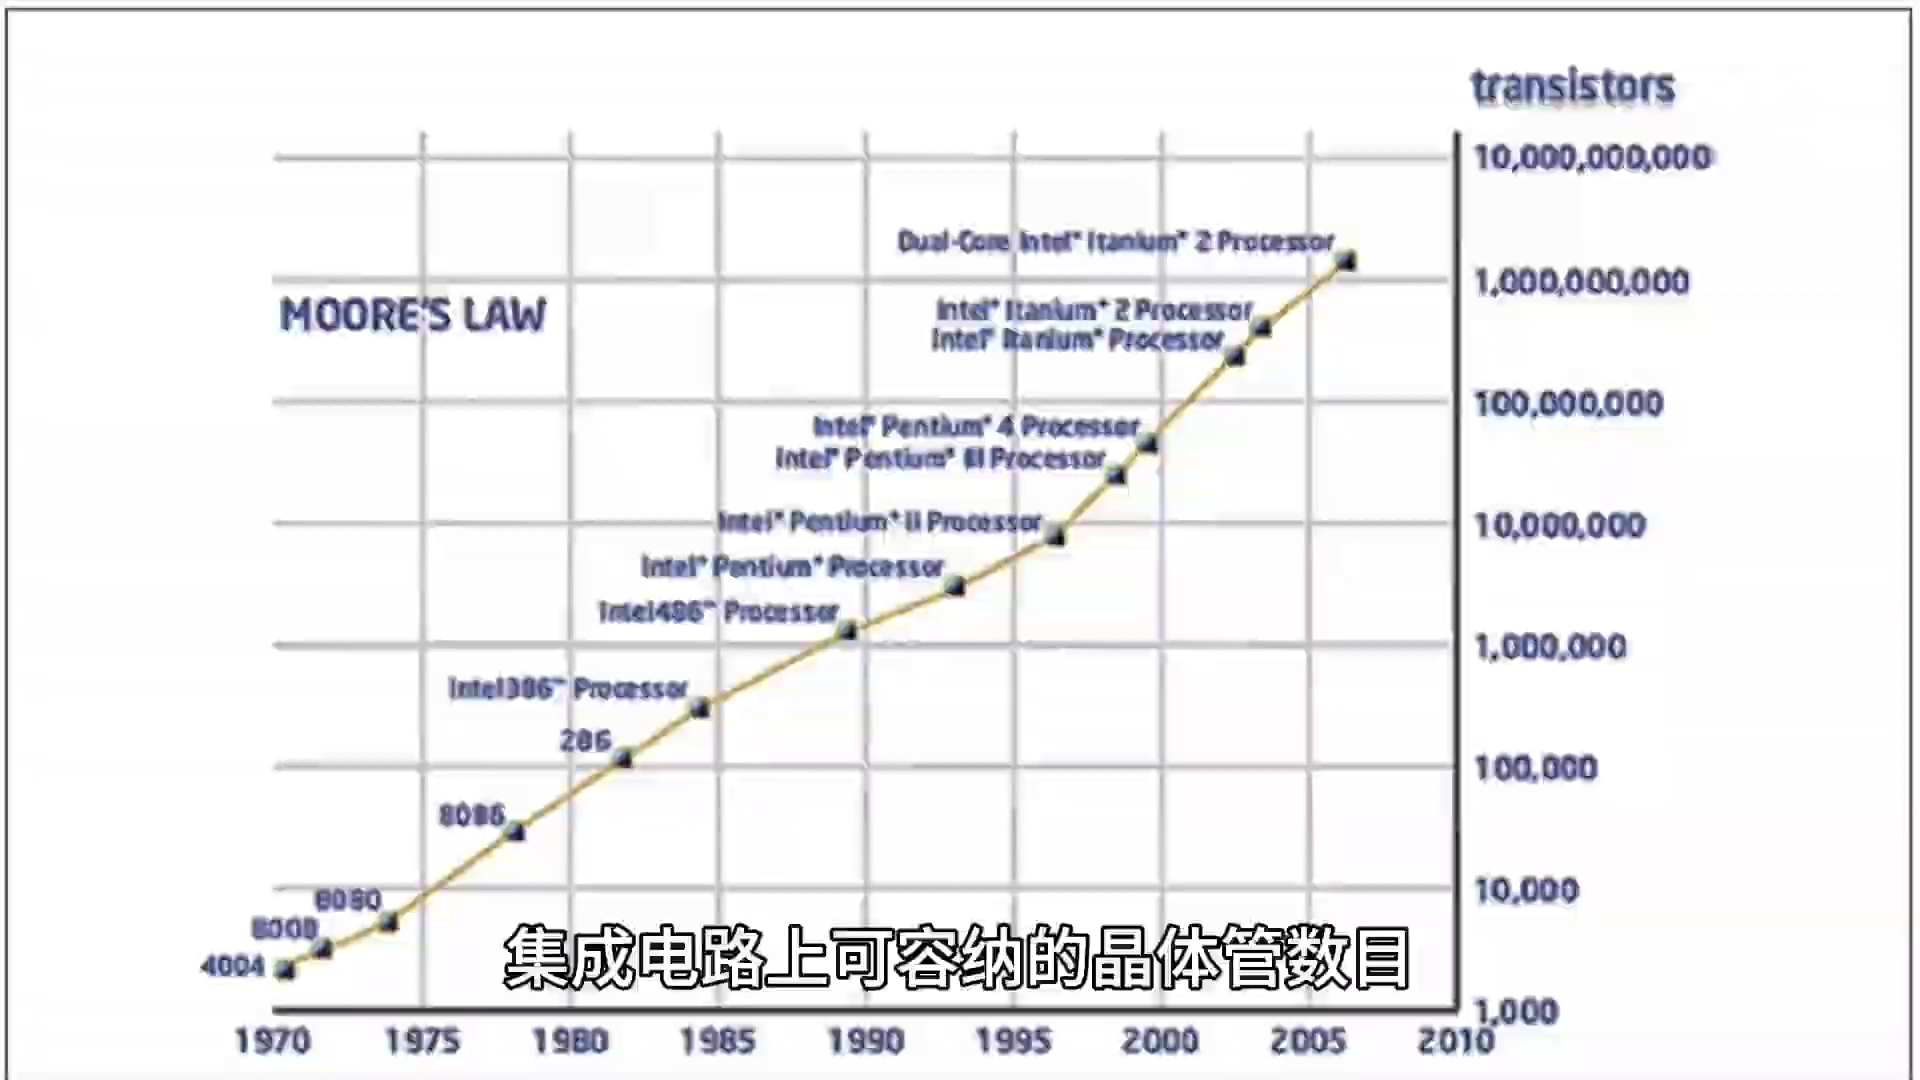 transistors
10,000,000,000
Dual-Core Intel® Itanium® 2 Processor
1,000,000,000
MOORE'S LAW
Intel® Itanium® 2 Processor
Intel® Itanium® Processor
100,000,000
Intel® Pentium® 4 Processor
Intel® Pentium® III Processor
10,000,000
Intel® Pentium® II Processor
Intel® Pentium® Processor
Intel486™ Processor
1,000,000
Intel386™ Processor
286
100,000
8086
10,000
8080
8008
4004
集成电路上可容纳的晶体管数目
1,000
1970 1975 1980 1985 1990 1995 2000 2005 2010